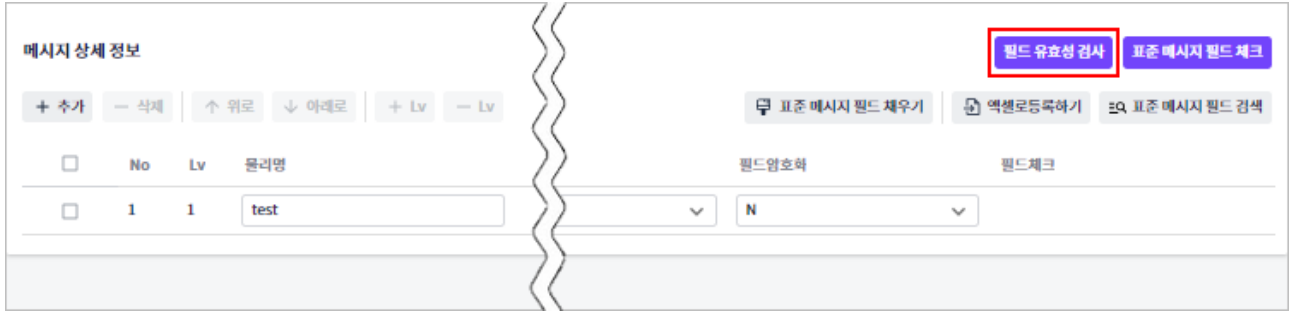 메시지 상세 정보 필드 유효성 검사 표준 메시지 필드 체크
+ 추가 − 삭제 ↑ 위로 ↓ 아래로 + Lv − Lv 표준 메시지 필드 채우기 엑셀로등록하기 표준 메시지 필드 검색
No Lv 물리명 필드암호화 필드체크
1 1 test N